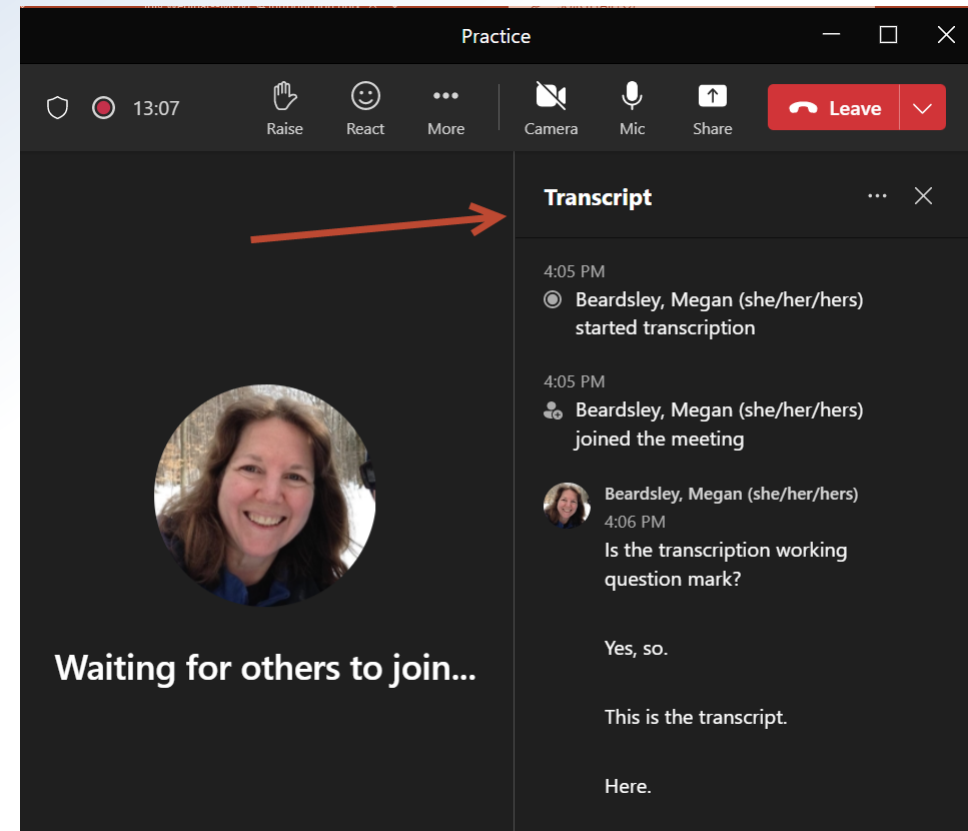 Practice
13:07
Raise
React
More
Camera
Mic
Share
Leave
Transcript
4:05 PM
Beardsley, Megan (she/her/hers)
started transcription
4:05 PM
Beardsley, Megan (she/her/hers)
joined the meeting
Beardsley, Megan (she/her/hers)
4:06 PM
Is the transcription working
question mark?
Yes, so.
This is the transcript.
Here.
Waiting for others to join...